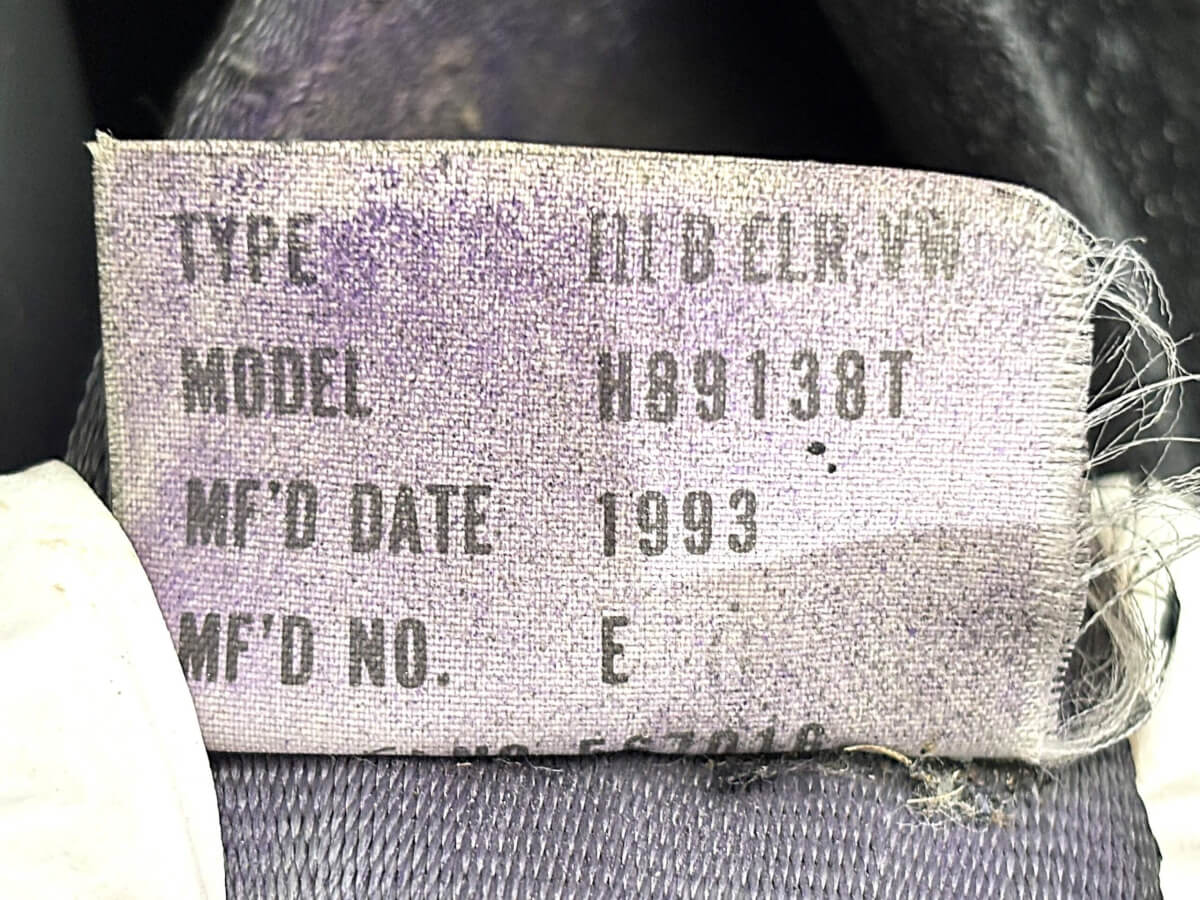 TYPE III B ELR-VW
MODEL H89138T
MF'D DATE 1993
MF'D NO. E